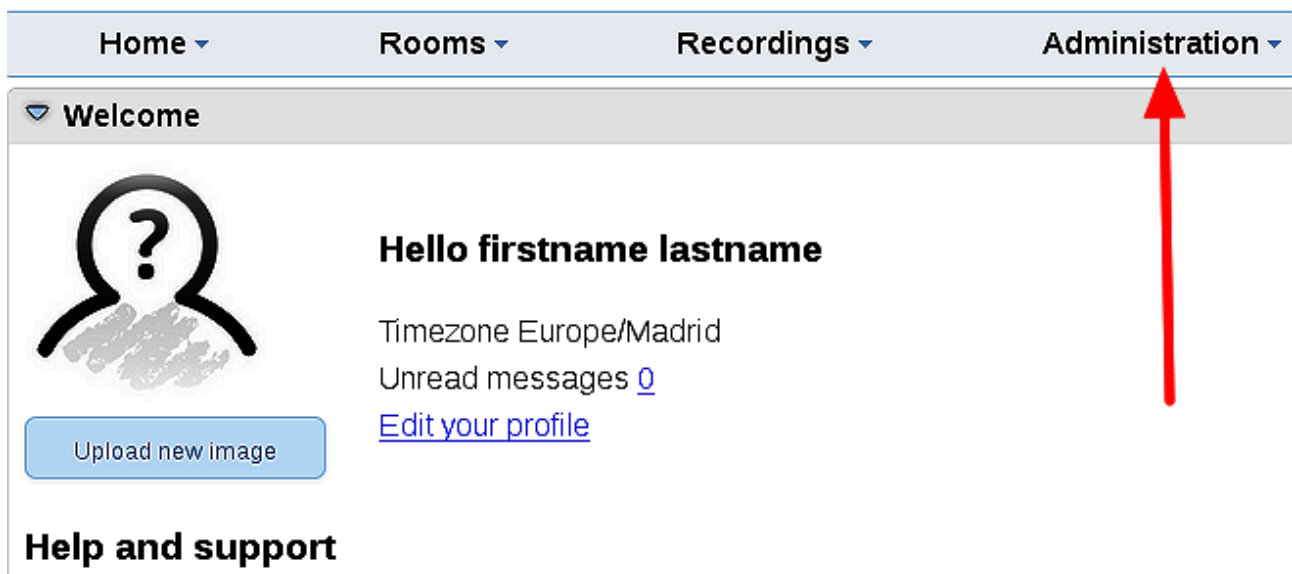 Home Rooms Recordings Administration
Welcome
?
Hello firstname lastname
Timezone Europe/Madrid
Unread messages 0
Edit your profile
Upload new image
Help and support